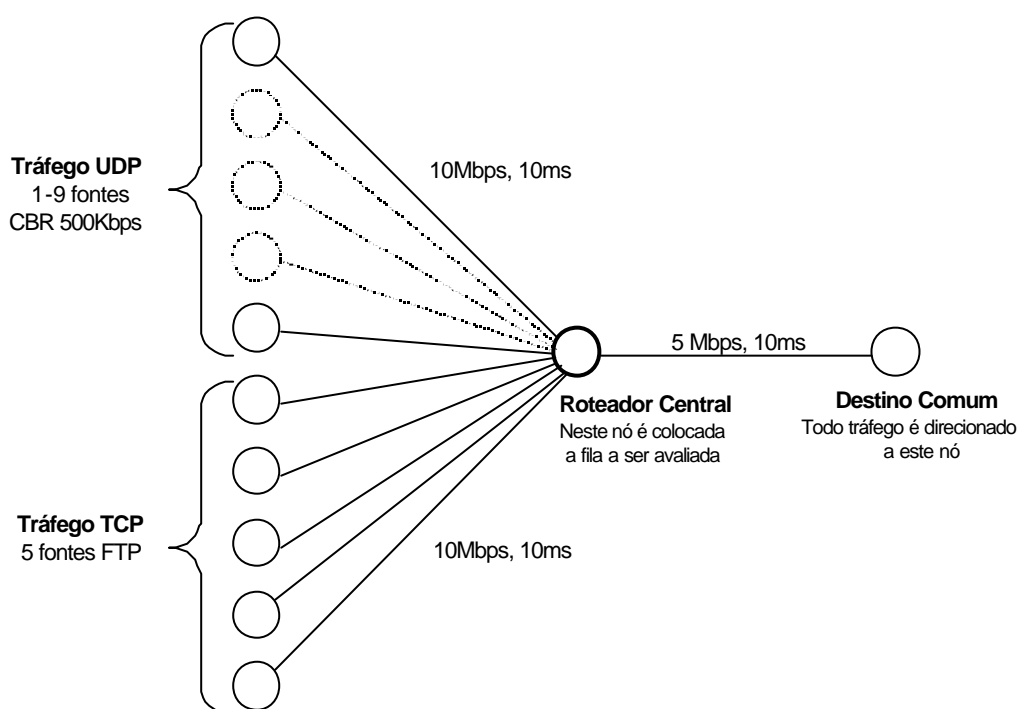 Tráfego UDP
1-9 fontes
CBR 500Kbps
10Mbps, 10ms
5 Mbps, 10ms
Roteador Central
Neste nó é colocada
a fila a ser avaliada
Destino Comum
Todo tráfego é direcionado
a este nó
Tráfego TCP
5 fontes FTP
10Mbps, 10ms